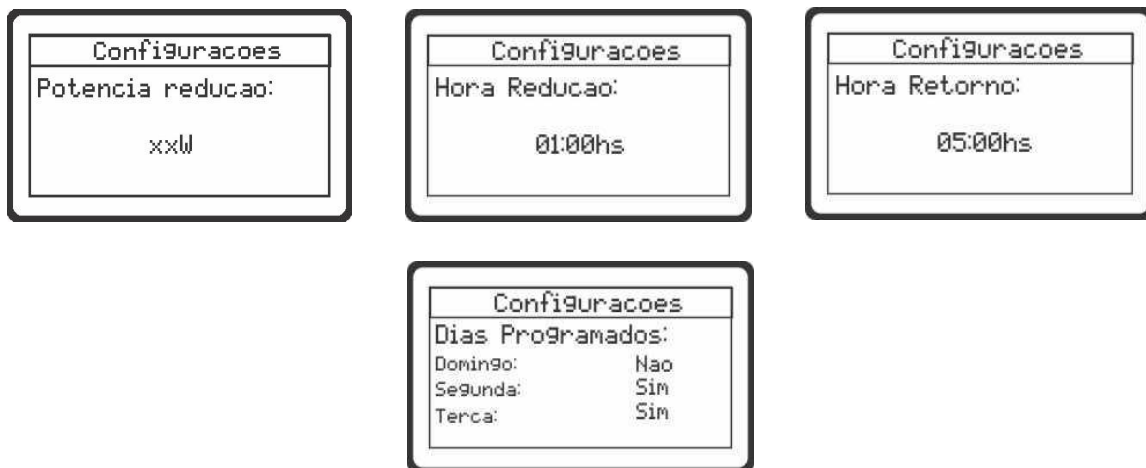 Configuracoes
Potencia reducao:
xxW
Configuracoes
Hora Reducao:
01:00hs
Configuracoes
Hora Retorno:
05:00hs
Configuracoes
Dias Programados:
Domingo: Nao
Segunda: Sim
Terca: Sim